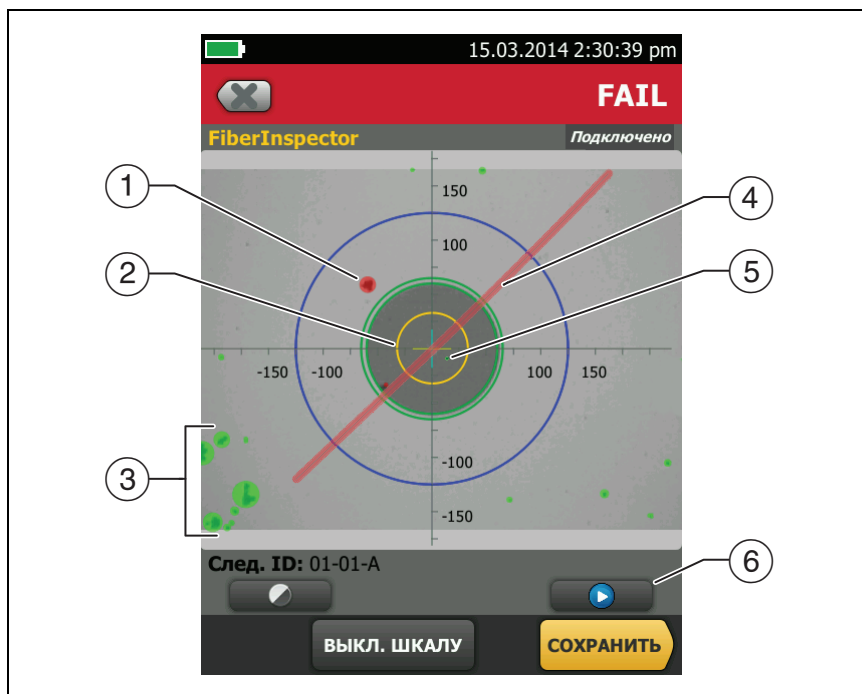 15.03.2014 2:30:39 pm
FAIL
FiberInspector Подключено
150
1 4
100
2 5
-150 -100 100 150
3
-100
-150
След. ID: 01-01-A
6
ВЫКЛ. ШКАЛУ СОХРАНИТЬ